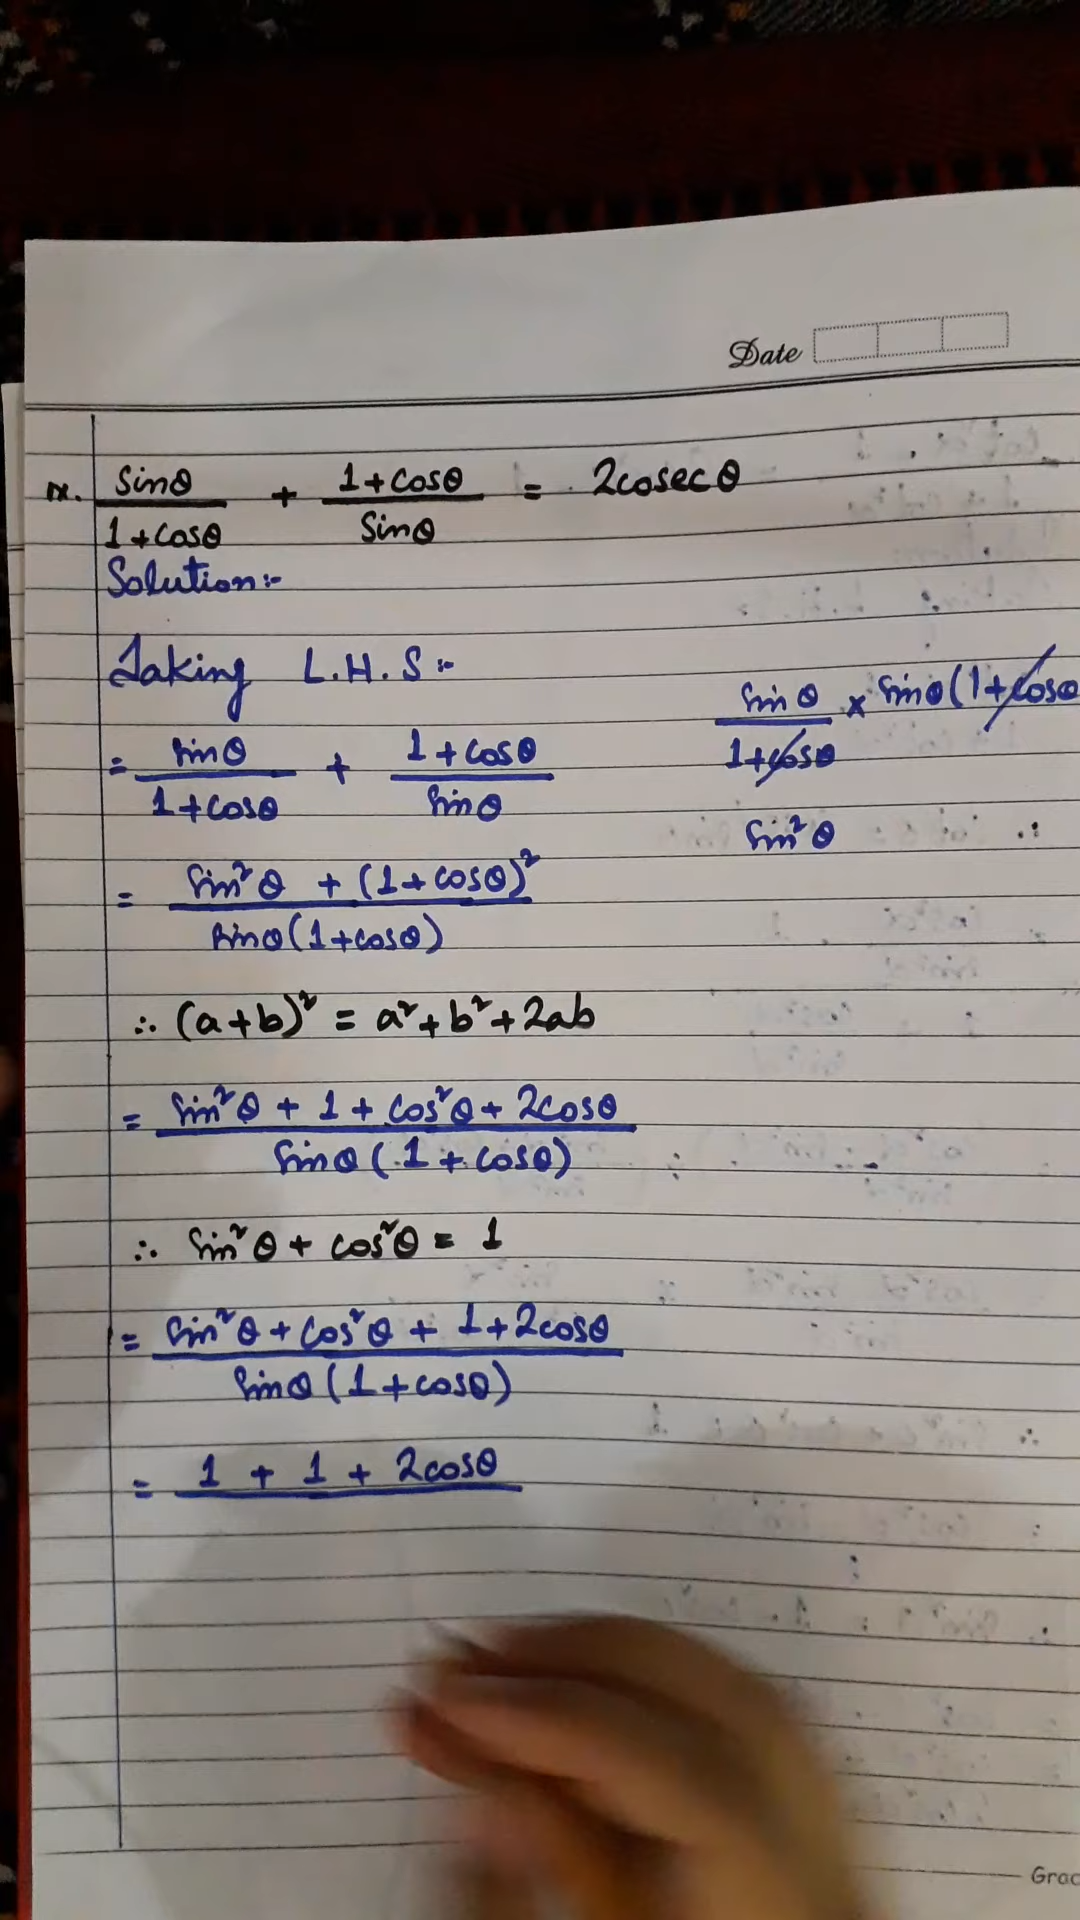 Date
ix. sinθ/1+cosθ + 1+cosθ/sinθ = 2cosecθ
Solution:-
Taking L.H.S:-
= sinθ/1+cosθ + 1+cosθ/sinθ
sinθ/1+cosθ × sinθ(1+cosθ
sin²θ
= sin²θ + (1+cosθ)²/sinθ(1+cosθ)
∴ (a+b)² = a²+b²+2ab
= sin²θ + 1 + cos²θ + 2cosθ/sinθ(1+cosθ)
∴ sin²θ + cos²θ = 1
= sin²θ + cos²θ + 1+2cosθ/sinθ(1+cosθ)
= 1 + 1 + 2cosθ